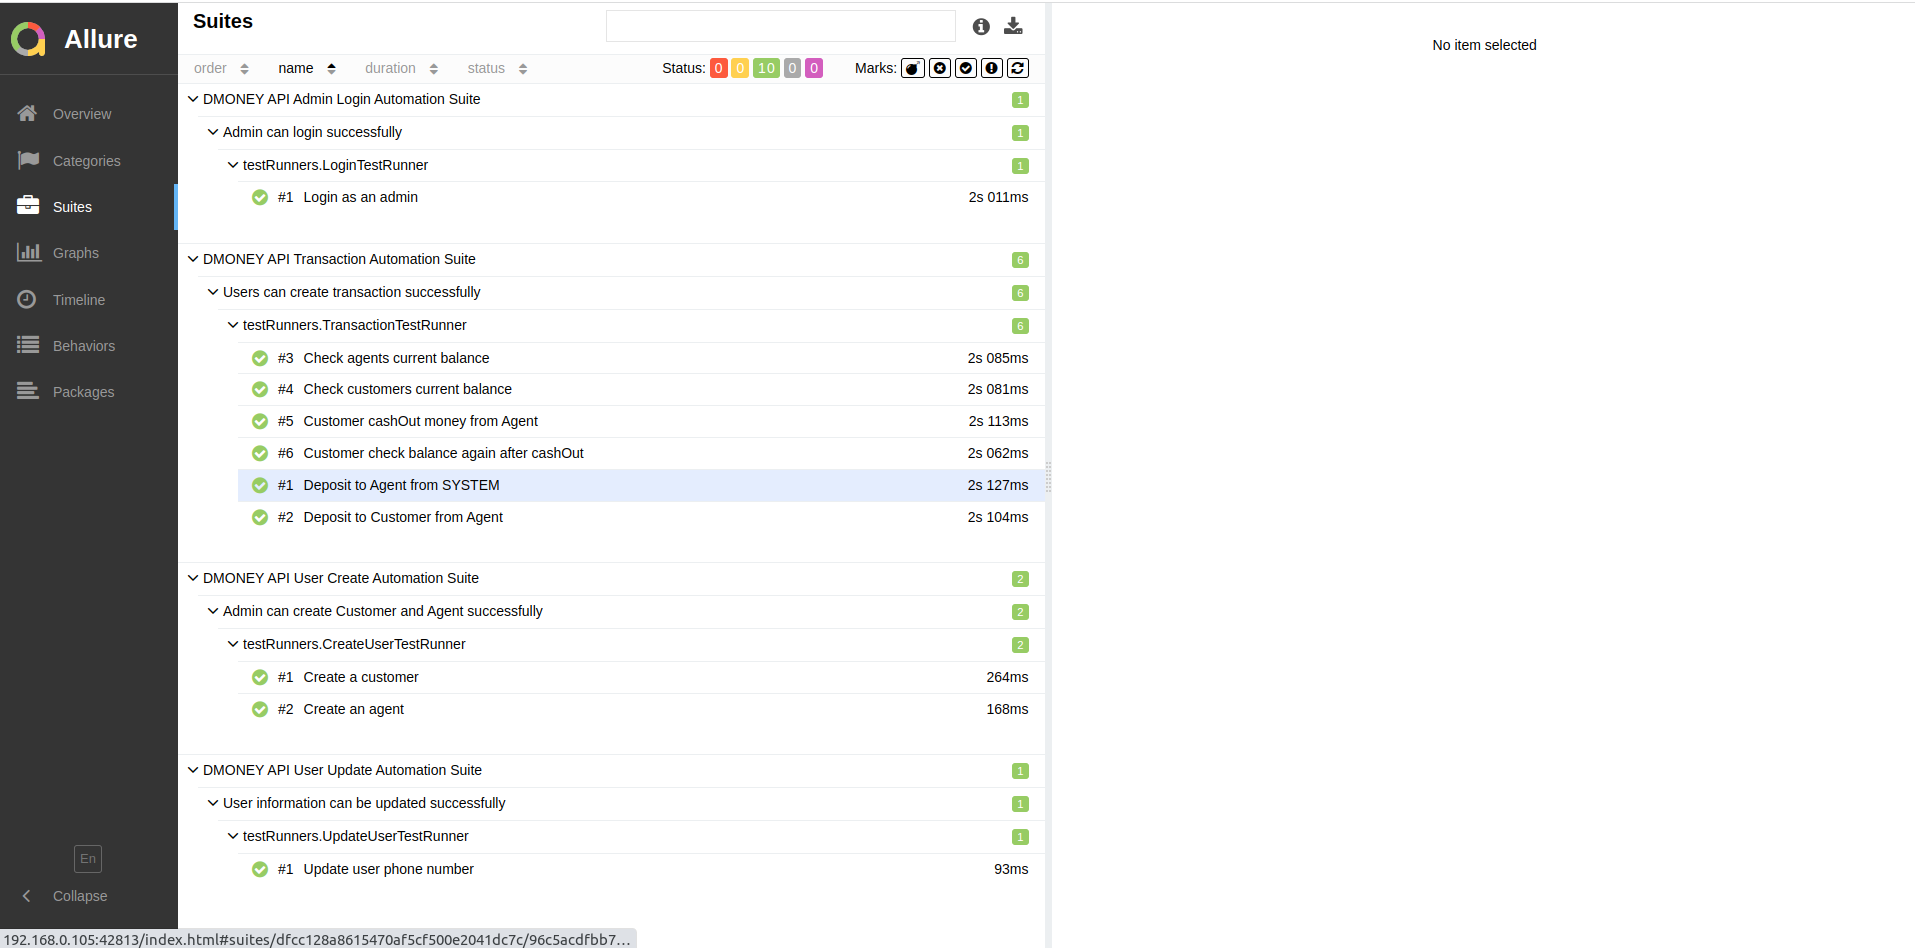 Allure
Overview
Categories
Suites
Graphs
Timeline
Behaviors
Packages
En
Collapse
Suites
order name duration status Status: 0 0 10 0 0 Marks:
DMONEY API Admin Login Automation Suite 1
Admin can login successfully 1
testRunners.LoginTestRunner 1
#1 Login as an admin 2s 011ms
DMONEY API Transaction Automation Suite 6
Users can create transaction successfully 6
testRunners.TransactionTestRunner 6
#3 Check agents current balance 2s 085ms
#4 Check customers current balance 2s 081ms
#5 Customer cashOut money from Agent 2s 113ms
#6 Customer check balance again after cashOut 2s 062ms
#1 Deposit to Agent from SYSTEM 2s 127ms
#2 Deposit to Customer from Agent 2s 104ms
DMONEY API User Create Automation Suite 2
Admin can create Customer and Agent successfully 2
testRunners.CreateUserTestRunner 2
#1 Create a customer 264ms
#2 Create an agent 168ms
DMONEY API User Update Automation Suite 1
User information can be updated successfully 1
testRunners.UpdateUserTestRunner 1
#1 Update user phone number 93ms
No item selected
192.168.0.105:42813/index.html#suites/dfcc128a8615470af5cf500e2041dc7c/96c5acdfbb7...